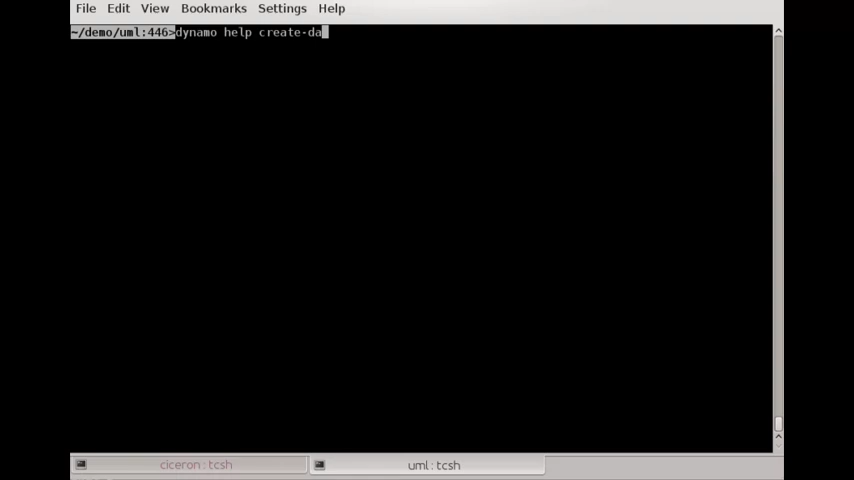 File Edit View Bookmarks Settings Help
~/demo/uml:446>dynamo help create-da
ciceron : tcsh
uml : tcsh